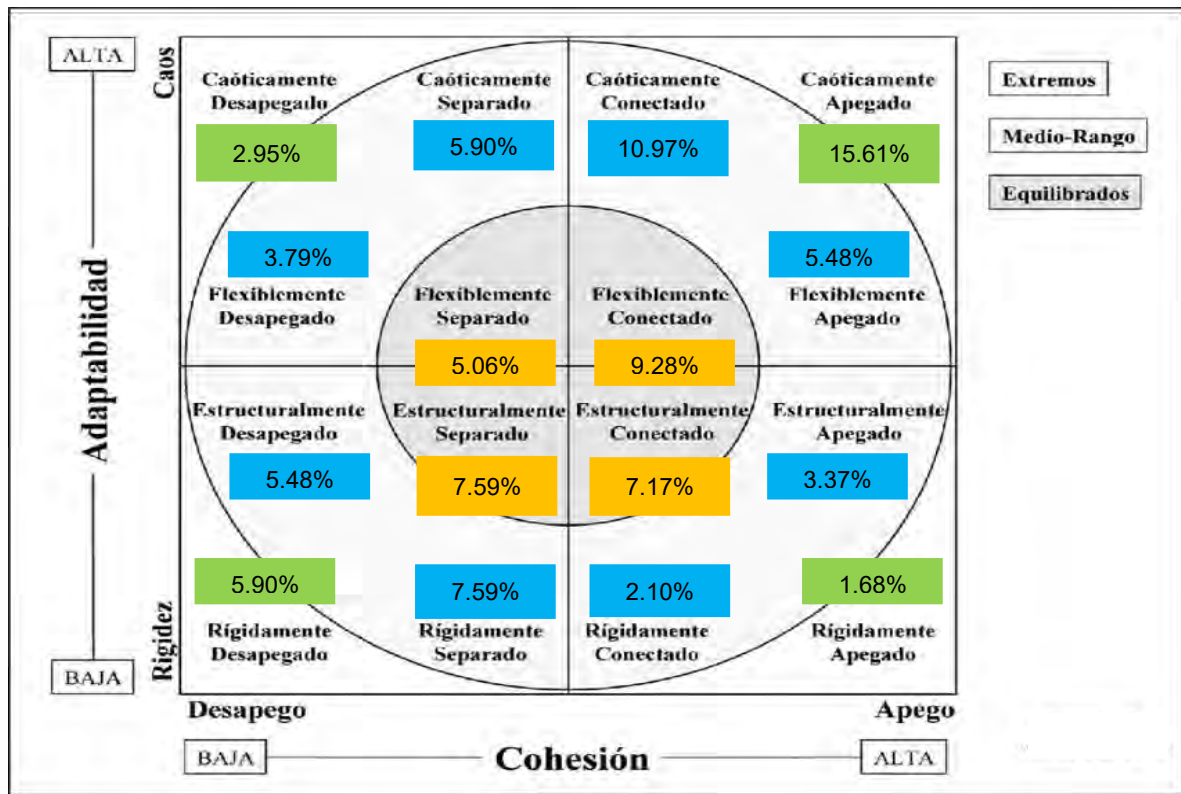 ALTA
Adaptabilidad
BAJA
Caos
Rigidez
Caóticamente
Desapegado
2.95%
Caóticamente
Separado
5.90%
Caóticamente
Conectado
10.97%
Caóticamente
Apegado
15.61%
3.79%
Flexiblemente
Desapegado
Flexiblemente
Separado
5.06%
Flexiblemente
Conectado
9.28%
5.48%
Flexiblemente
Apegado
Estructuralmente
Desapegado
5.48%
Estructuralmente
Separado
7.59%
Estructuralmente
Conectado
7.17%
Estructuralmente
Apegado
3.37%
5.90%
Rígidamente
Desapegado
7.59%
Rígidamente
Separado
2.10%
Rígidamente
Conectado
1.68%
Rígidamente
Apegado
Extremos
Medio-Rango
Equilibrados
Desapego
Apego
BAJA
Cohesión
ALTA